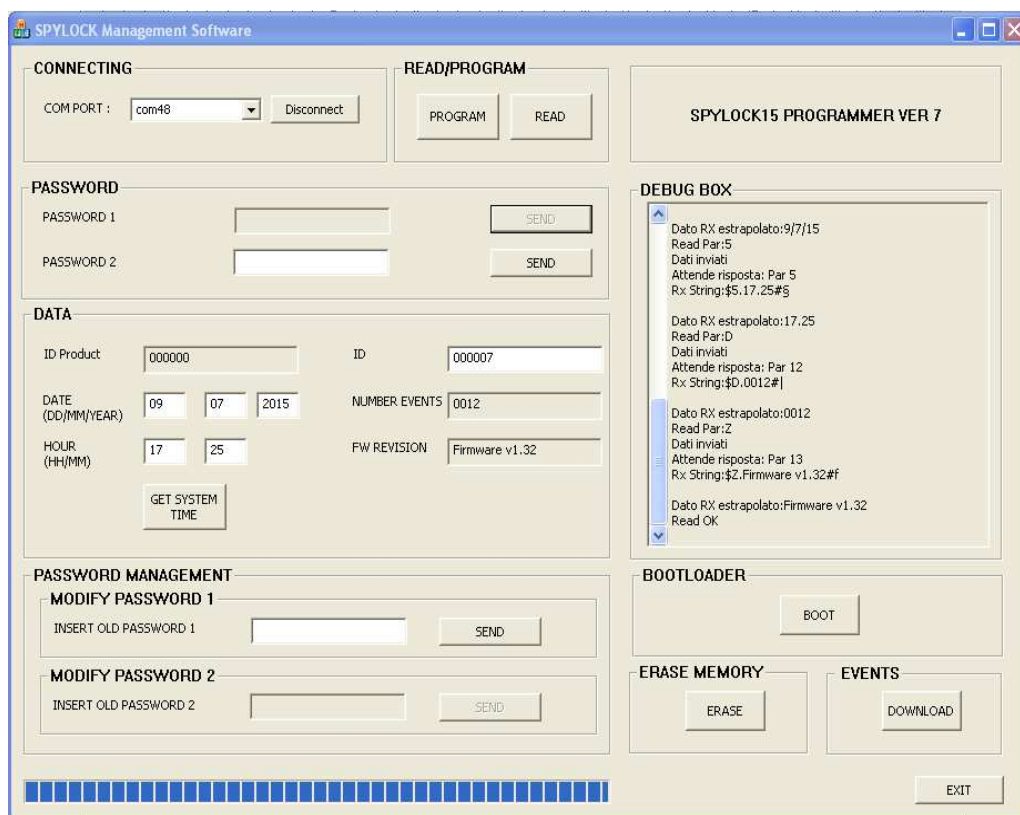 SPYLOCK Management Software
CONNECTING
COM PORT :
com48
Disconnect
READ/PROGRAM
PROGRAM
READ
SPYLOCK15 PROGRAMMER VER 7
PASSWORD
PASSWORD 1
SEND
PASSWORD 2
SEND
DATA
ID Product
000000
ID
000007
DATE
(DD/MM/YEAR)
09
07
2015
NUMBER EVENTS
0012
HOUR
(HH/MM)
17
25
FW REVISION
Firmware v1.32
GET SYSTEM
TIME
DEBUG BOX
Dato RX estrapolato:9/7/15
Read Par:5
Dati inviati
Attende risposta: Par 5
Rx String:$5.17.25#§
Dato RX estrapolato:17.25
Read Par:D
Dati inviati
Attende risposta: Par 12
Rx String:$D.0012#|
Dato RX estrapolato:0012
Read Par:Z
Dati inviati
Attende risposta: Par 13
Rx String:$Z.Firmware v1.32#f
Dato RX estrapolato:Firmware v1.32
Read OK
PASSWORD MANAGEMENT
MODIFY PASSWORD 1
INSERT OLD PASSWORD 1
SEND
MODIFY PASSWORD 2
INSERT OLD PASSWORD 2
SEND
BOOTLOADER
BOOT
ERASE MEMORY
ERASE
EVENTS
DOWNLOAD
EXIT